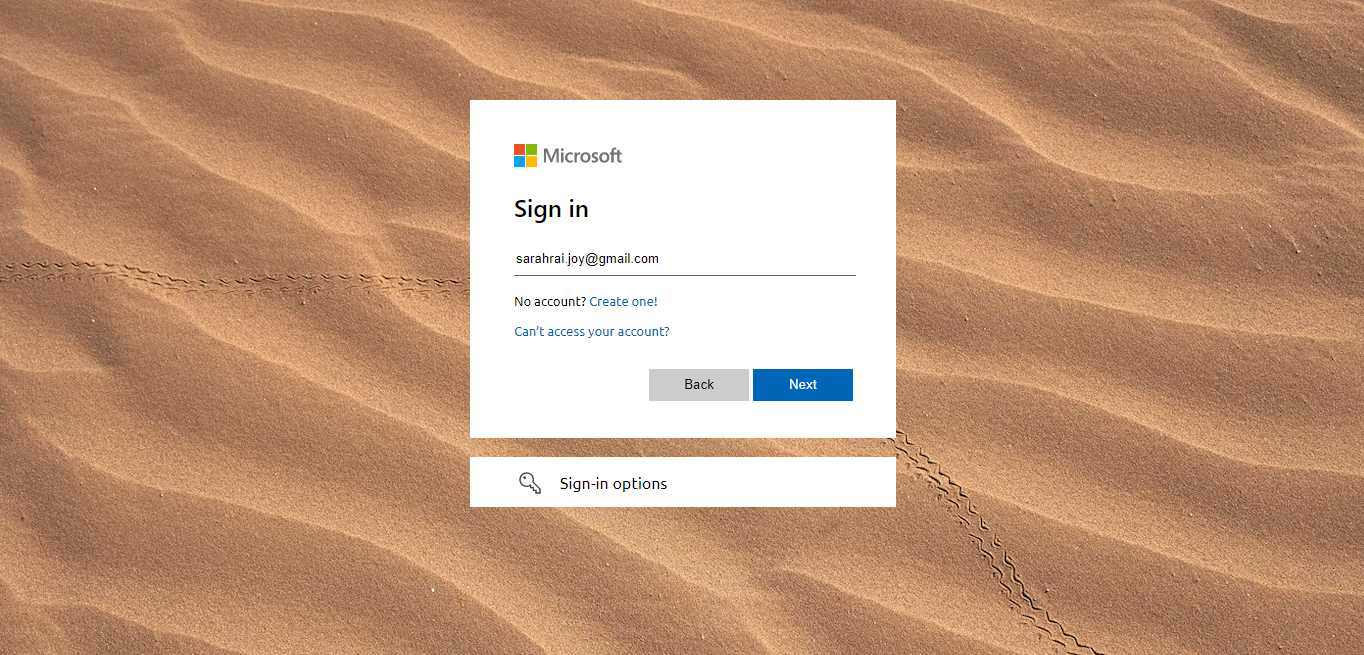 Microsoft
Sign in
sarahrai.joy@gmail.com
No account? Create one!
Can't access your account?
Back Next
Sign-in options